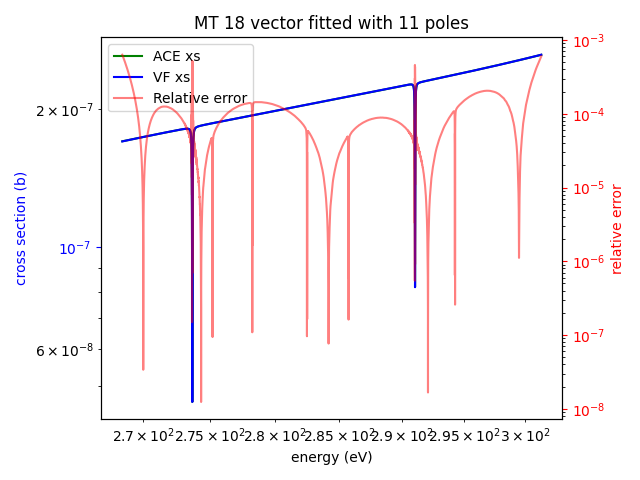 MT 18 vector fitted with 11 poles
ACE xs
VF xs
Relative error
cross section (b)
2 × 10⁻⁷
10⁻⁷
6 × 10⁻⁸
10⁻³
10⁻⁴
10⁻⁵
10⁻⁶
10⁻⁷
10⁻⁸
relative error
2.7 × 10² 2.75 × 10² 2.8 × 10² 2.85 × 10² 2.9 × 10² 2.95 × 10² 3 × 10²
energy (eV)